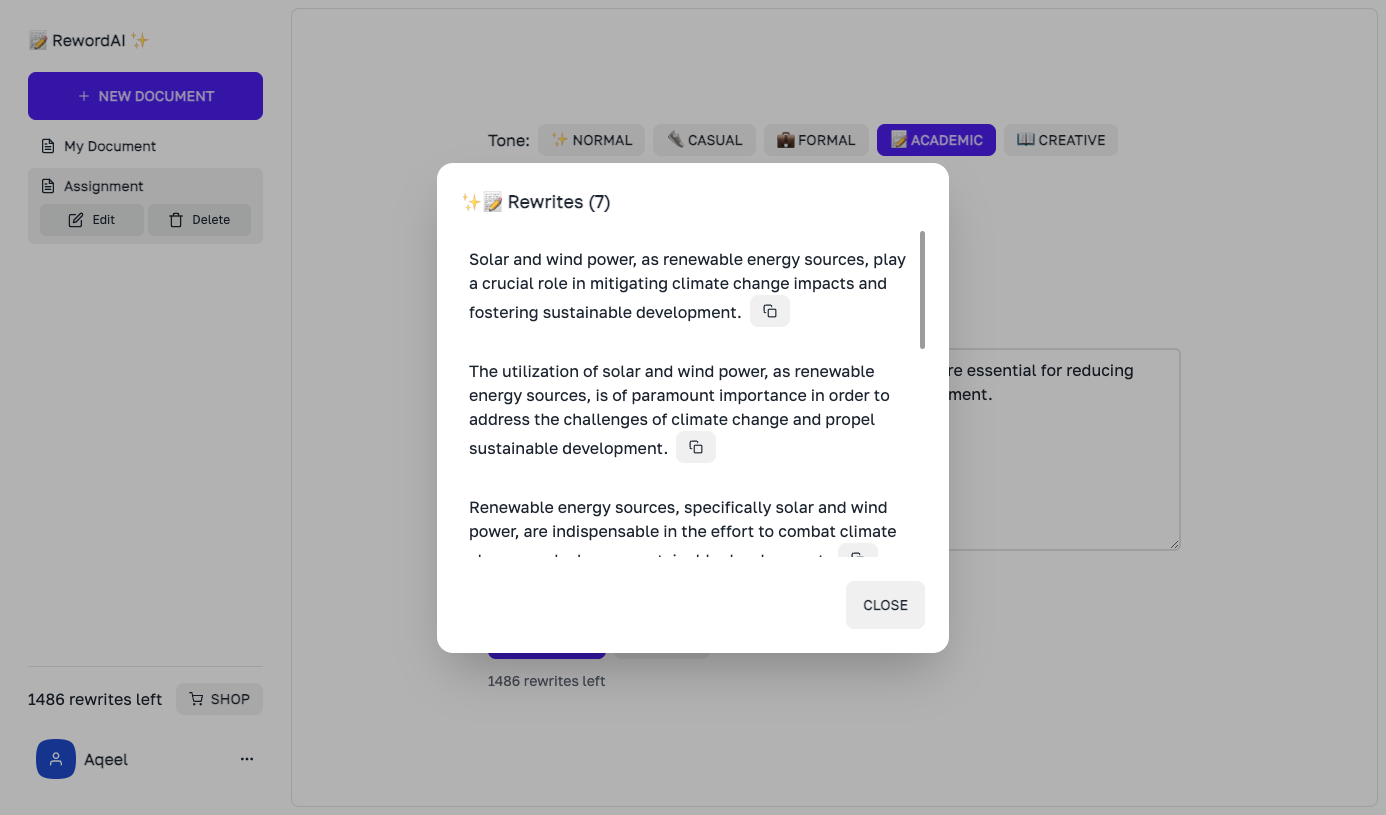 RewordAI
+ NEW DOCUMENT
My Document
Assignment
Edit
Delete
1486 rewrites left
SHOP
Aqeel
...
Tone:
NORMAL
CASUAL
FORMAL
ACADEMIC
CREATIVE
Rewrites (7)
Solar and wind power, as renewable energy sources, play
a crucial role in mitigating climate change impacts and
fostering sustainable development.
The utilization of solar and wind power, as renewable
energy sources, is of paramount importance in order to
address the challenges of climate change and propel
sustainable development.
Renewable energy sources, specifically solar and wind
power, are indispensable in the effort to combat climate
CLOSE
essential for reducing
1486 rewrites left